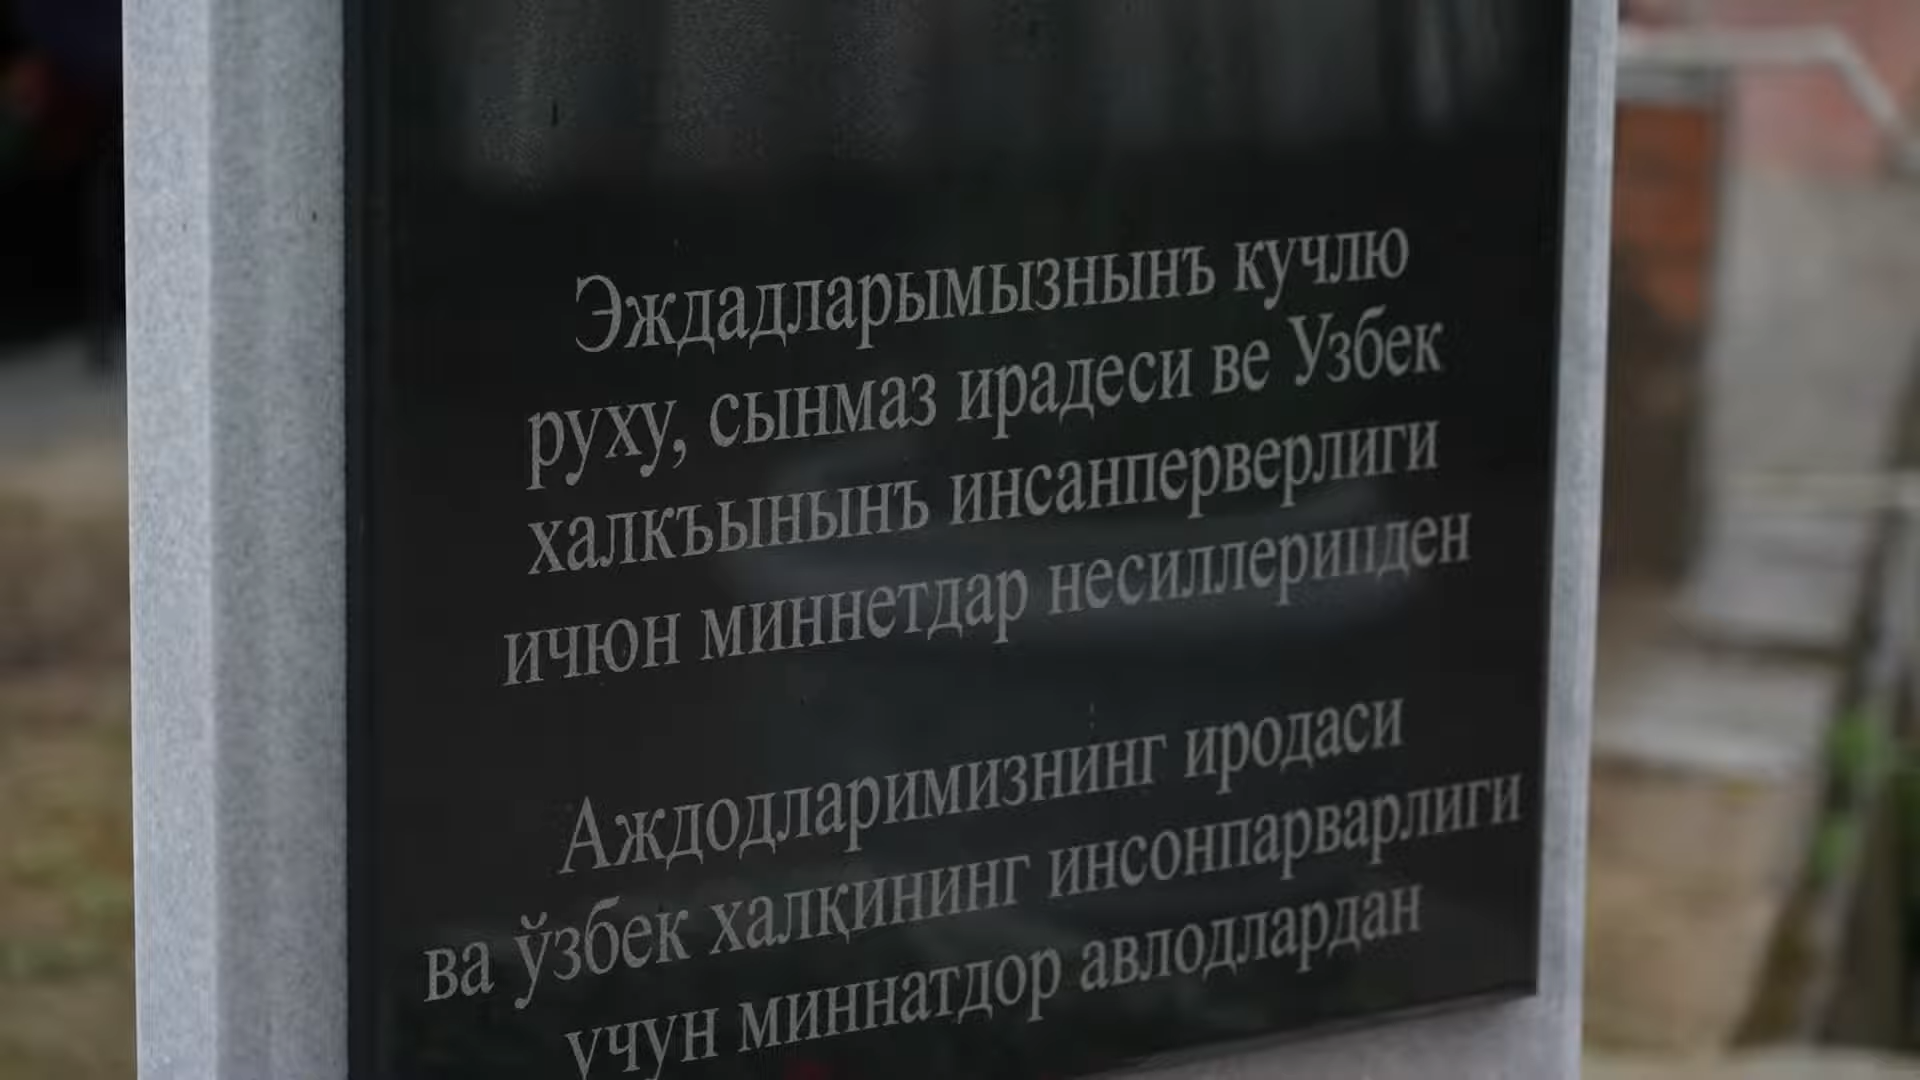 Эждадларымызнынъ кучлю
руху, сынмаз ирадеси ве Узбек
халкъынынъ инсанперверлиги
ичюн миннетдар несиллеринден
Аждодларимизнинг иродаси
ва ўзбек халқининг инсонпарварлиги
учун миннатдор авлодлардан